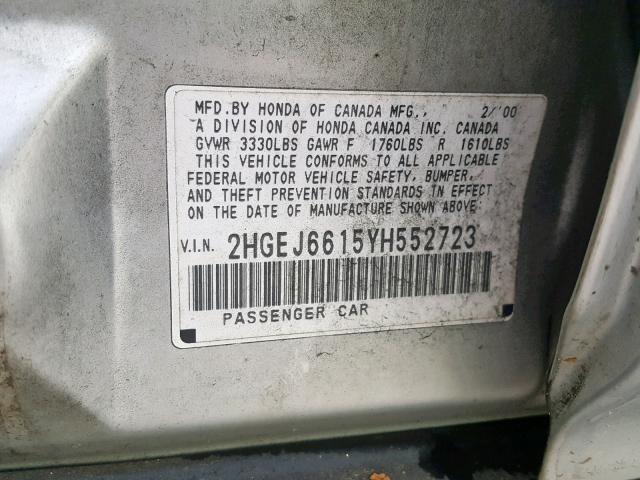 MFD. BY HONDA OF CANADA MFG., 2/'00
A DIVISION OF HONDA CANADA INC. CANADA
GVWR 3330LBS GAWR F 1760LBS R 1610LBS
THIS VEHICLE CONFORMS TO ALL APPLICABLE
FEDERAL MOTOR VEHICLE SAFETY, BUMPER,
AND THEFT PREVENTION STANDARDS IN EFFECT
ON THE DATE OF MANUFACTURE SHOWN ABOVE.
V.I.N. 2HGEJ6615YH552723
PASSENGER CAR